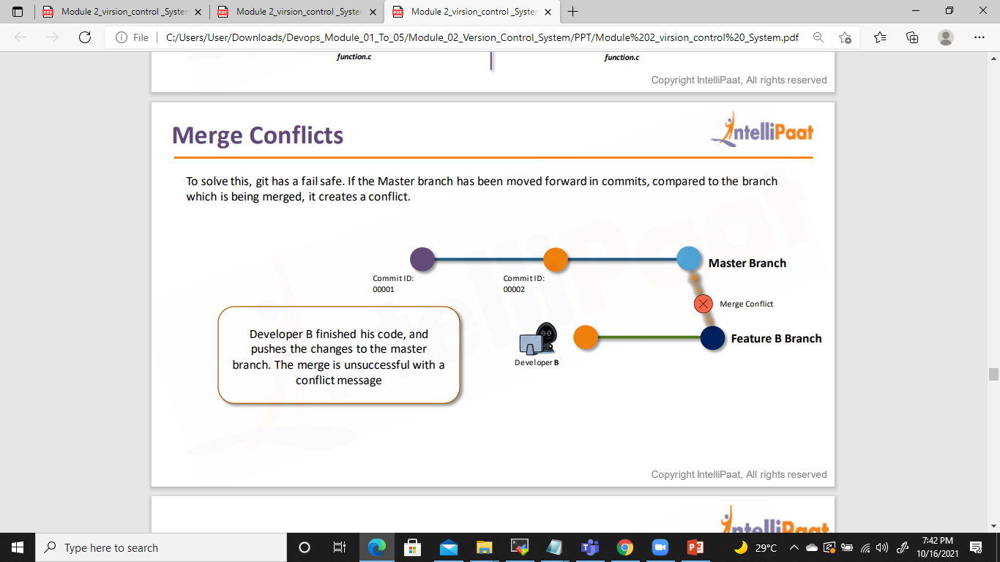 Module 2_virsion_control _System
Module 2_virsion_control _System
Module 2_virsion_control _System
File
C:/Users/User/Downloads/Devops_Module_01_To_05/Module_02_Version_Control_System/PPT/Module%202_virsion_control%20_System.pdf
function.c
function.c
Copyright IntelliPaat, All rights reserved
Merge Conflicts
IntelliPaat
To solve this, git has a fail safe. If the Master branch has been moved forward in commits, compared to the branch
which is being merged, it creates a conflict.
Master Branch
Commit ID:
00001
Commit ID:
00002
Merge Conflict
Developer B finished his code, and
pushes the changes to the master
branch. The merge is unsuccessful with a
conflict message
Developer B
Feature B Branch
Copyright IntelliPaat, All rights reserved
IntelliPaat
Type here to search
29°C
7:42 PM
10/16/2021